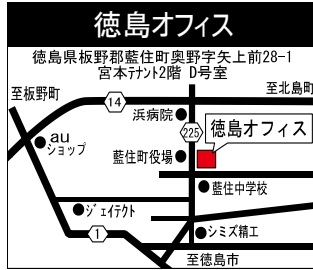 徳島オフィス
徳島県板野郡藍住町奥野字矢上前28-1
宮本テナント2階 D号室
至板野町
至北島町
14
浜病院
225
徳島オフィス
au
ショップ
藍住町役場
藍住中学校
ジェイテクト
1
シミズ精工
至徳島市